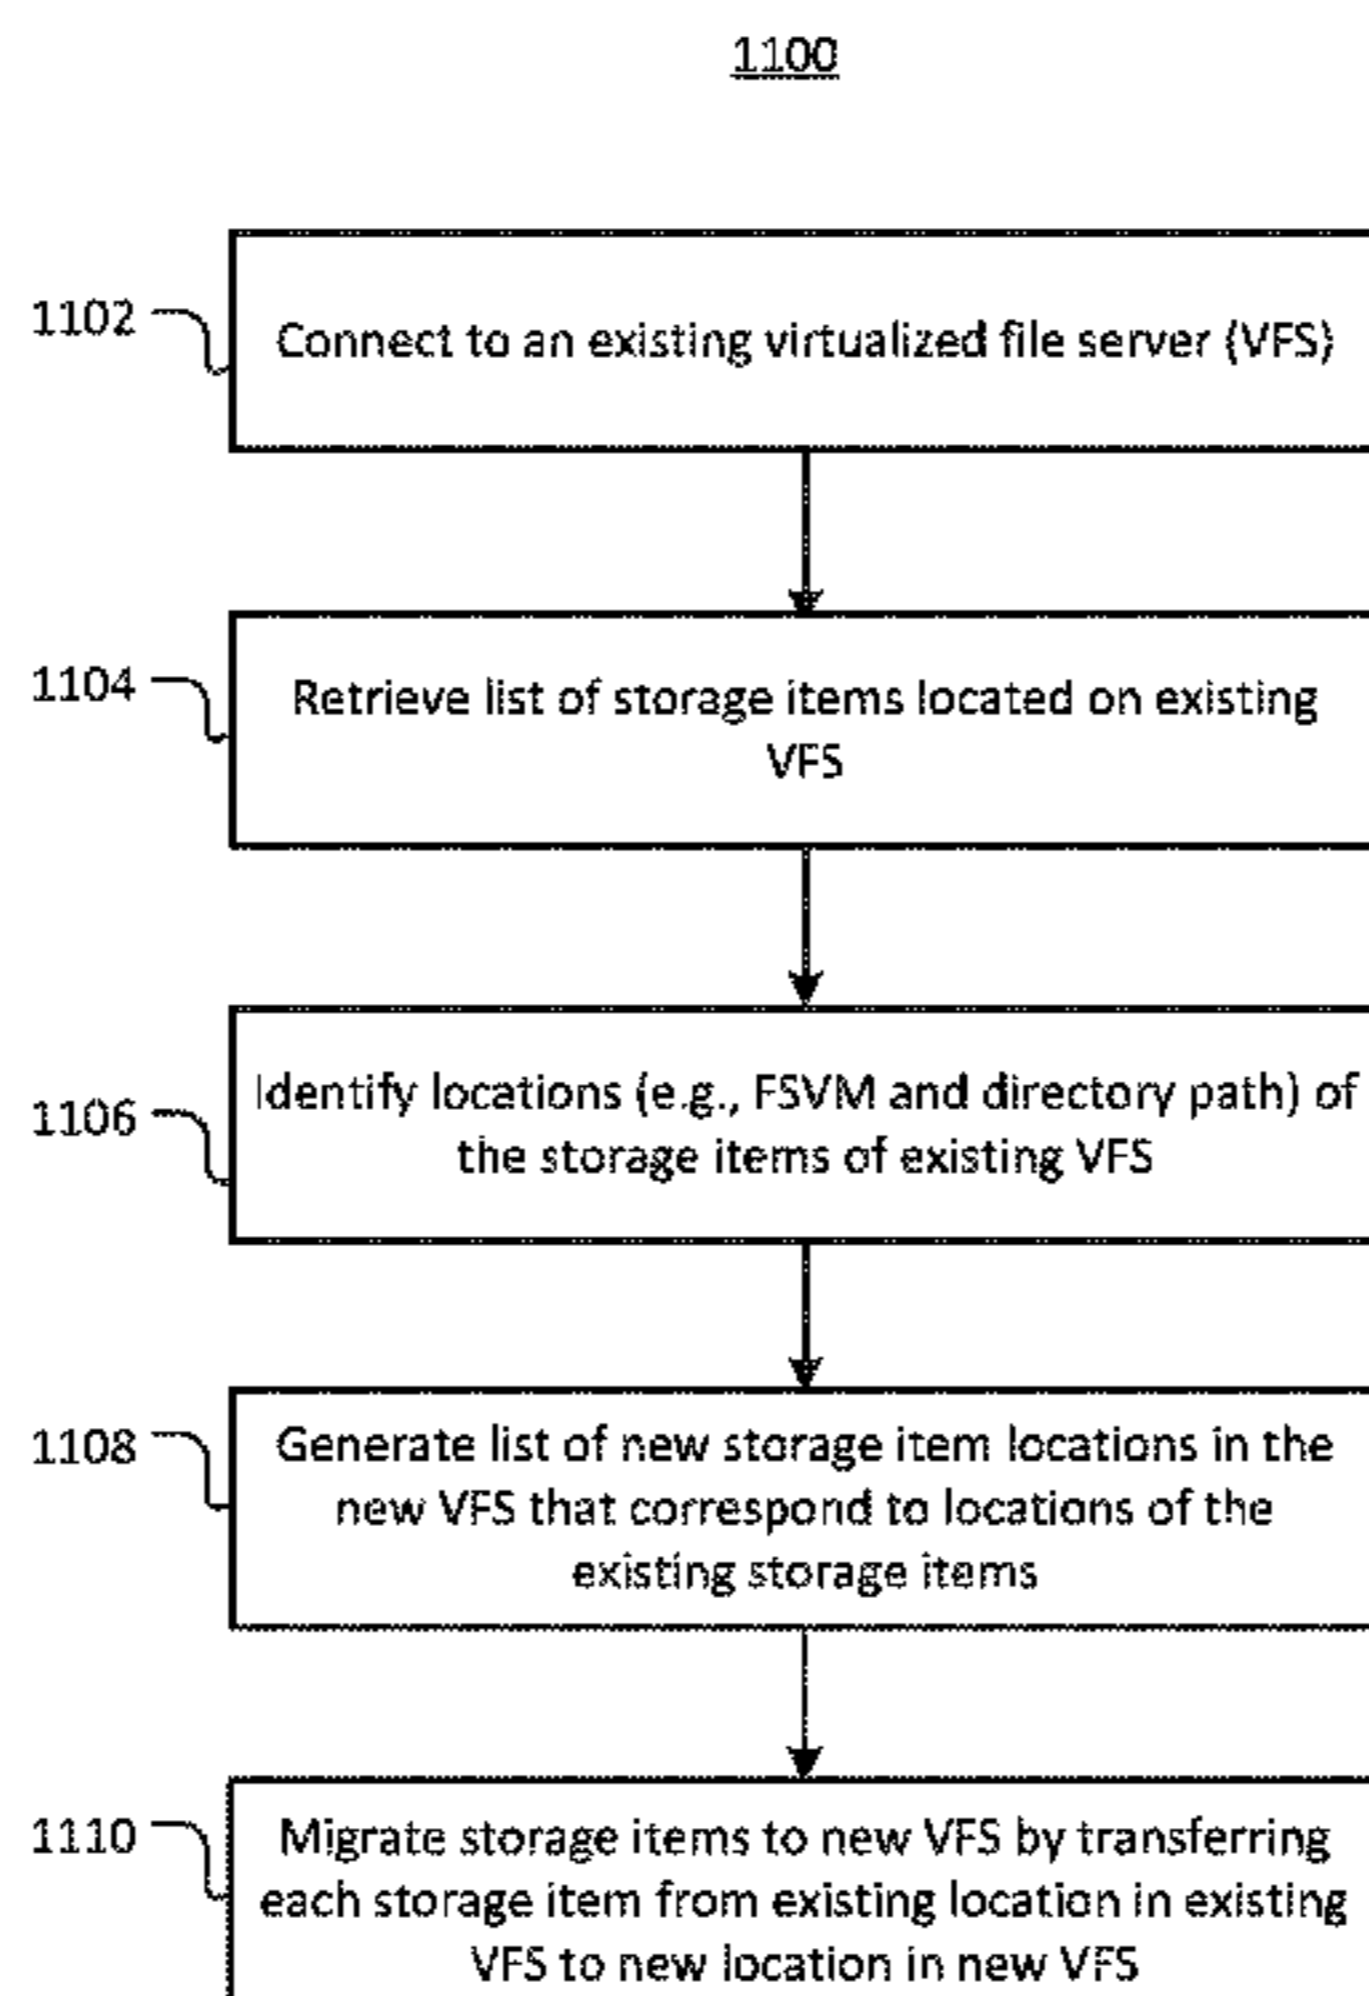 1100
1102
Connect to an existing virtualized file server (VFS)
1104
Retrieve list of storage items located on existing
VFS
1106
Identify locations (e.g., FSVM and directory path) of
the storage items of existing VFS
1108
Generate list of new storage item locations in the
new VFS that correspond to locations of the
existing storage items
1110
Migrate storage items to new VFS by transferring
each storage item from existing location in existing
VFS to new location in new VFS